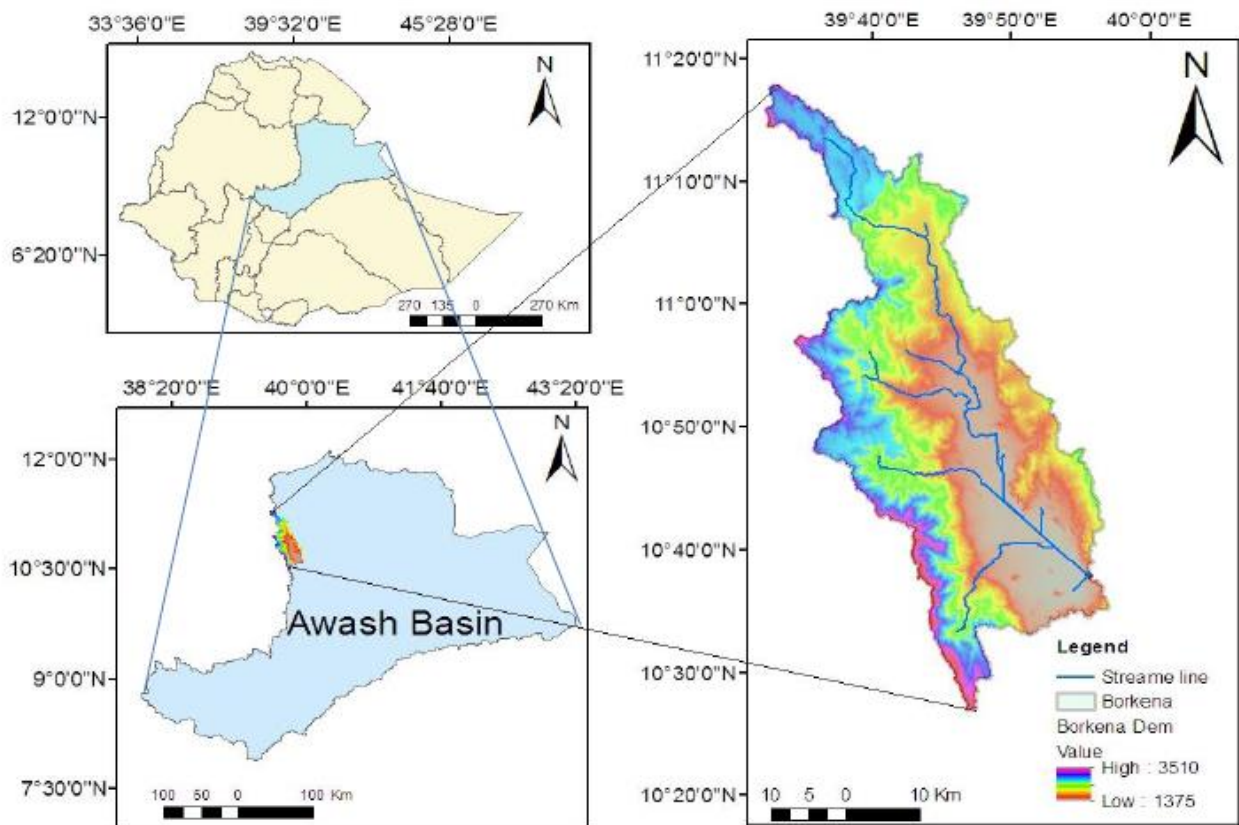 33°36'0"E 39°32'0"E 45°28'0"E
N
12°0'0"N
6°20'0"N
270 135 0 270 Km
38°20'0"E 40°0'0"E 41°40'0"E 43°20'0"E
N
12°0'0"N
10°30'0"N
9°0'0"N
7°30'0"N
Awash Basin
100 50 0 100 Km
39°40'0"E 39°50'0"E 40°0'0"E
N
11°20'0"N
11°10'0"N
11°0'0"N
10°50'0"N
10°40'0"N
10°30'0"N
10°20'0"N
Legend
Streame line
Borkena
Borkena Dem
Value
High : 3510
Low : 1375
10 5 0 10 Km